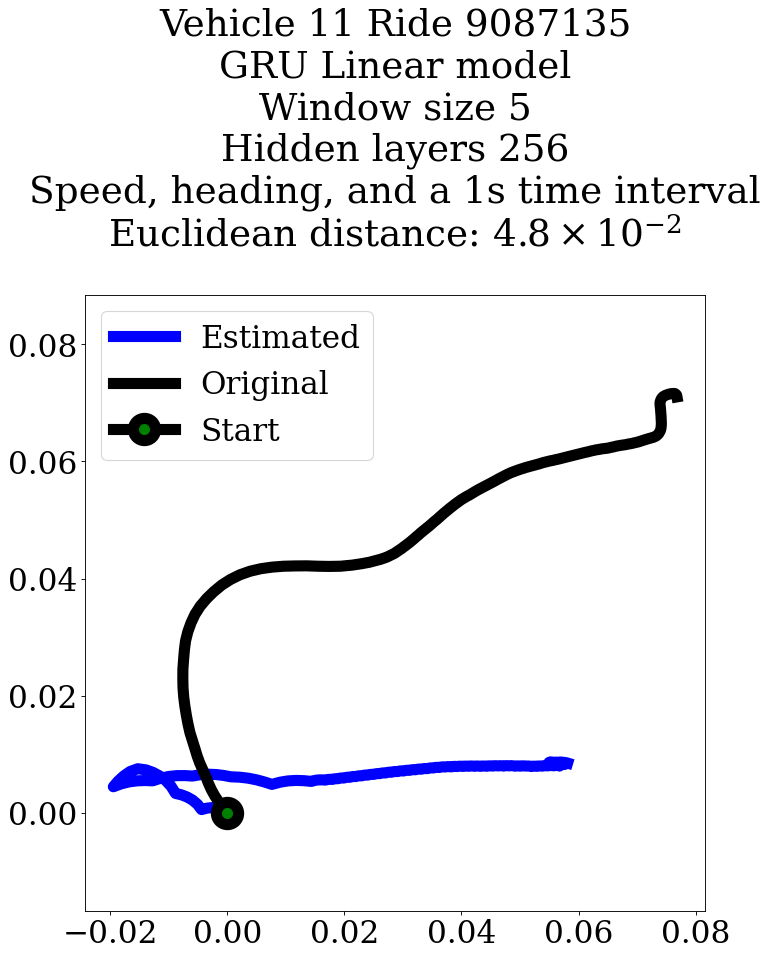 Vehicle 11 Ride 9087135
GRU Linear model
Window size 5
Hidden layers 256
Speed, heading, and a 1s time interval
Euclidean distance: 4.8 × 10⁻²
Estimated
Original
Start
0.08
0.06
0.04
0.02
0.00
−0.02 0.00 0.02 0.04 0.06 0.08